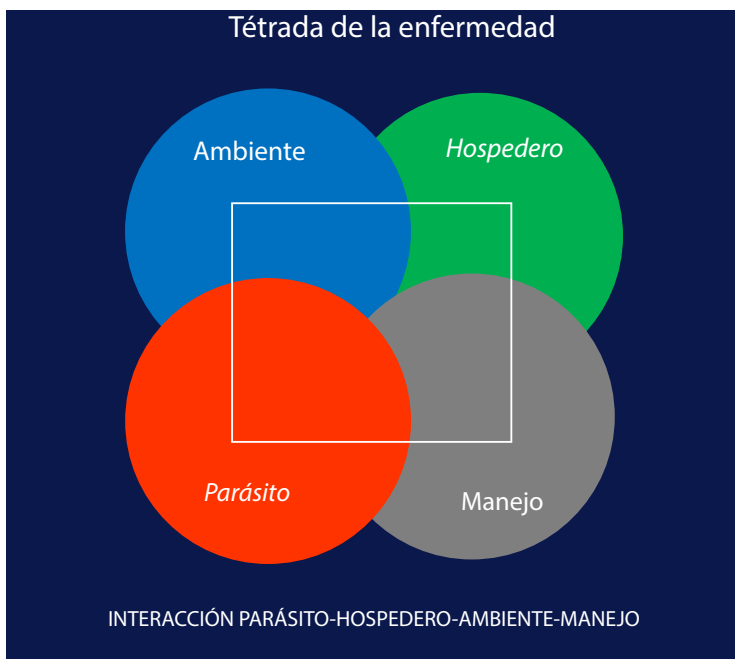 Tétrada de la enfermedad
Ambiente
Hospedero
Parásito
Manejo
INTERACCIÓN PARÁSITO-HOSPEDERO-AMBIENTE-MANEJO